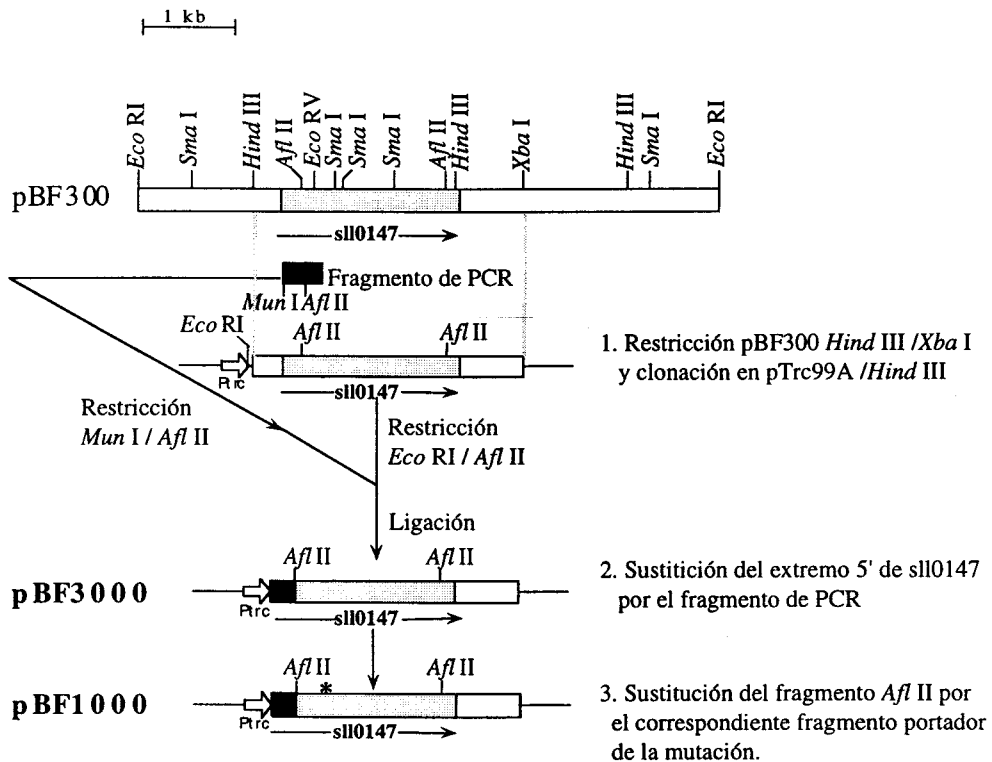 1 kb
Eco RI
Sma I
Hind III
Afl II
Eco RV
Sma I
Sma I
Sma I
Afl II
Hind III
Xba I
Hind III
Sma I
Eco RI
pBF300
sll0147
Fragmento de PCR
Mun I Afl II
Eco RI
Afl II
Afl II
Ptrc
sll0147
1. Restricción pBF300 Hind III /Xba I
y clonación en pTrc99A /Hind III
Restricción
Mun I / Afl II
Restricción
Eco RI / Afl II
Ligación
Afl II
Afl II
pBF3000
Ptrc
sll0147
2. Sustitición del extremo 5' de sll0147
por el fragmento de PCR
Afl II
*
Afl II
pBF1000
Ptrc
sll0147
3. Sustitución del fragmento Afl II por
el correspondiente fragmento portador
de la mutación.